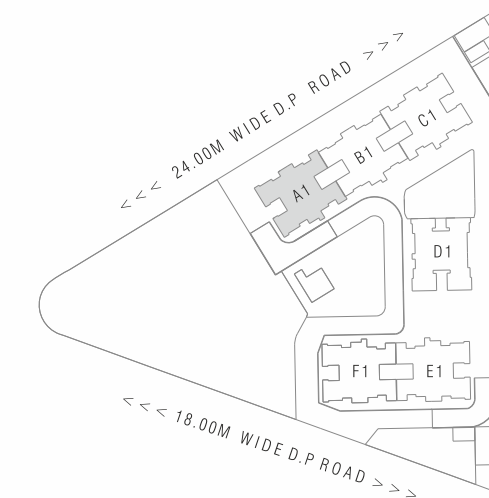 <<< 24.00M WIDE D.P ROAD >>>
C1
B1
A1
D1
F1
E1
<<< 18.00M WIDE D.P ROAD >>>